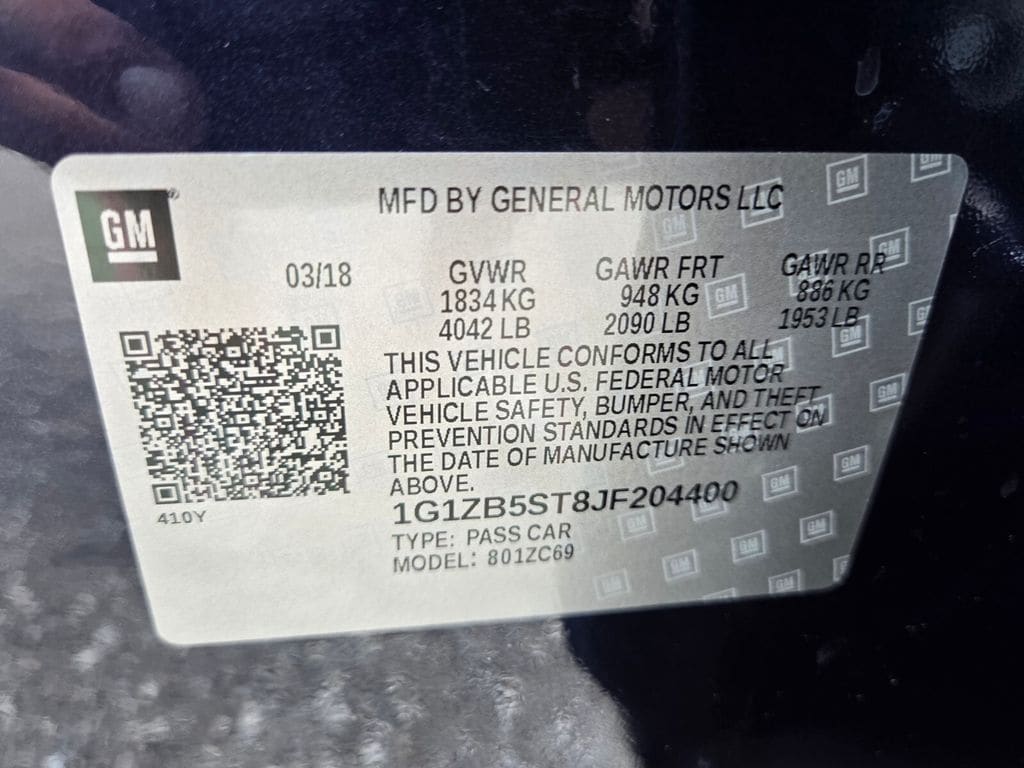 GM®
MFD BY GENERAL MOTORS LLC
03/18
GVWR GAWR FRT GAWR RR
1834 KG 948 KG 886 KG
4042 LB 2090 LB 1953 LB
THIS VEHICLE CONFORMS TO ALL
APPLICABLE U.S. FEDERAL MOTOR
VEHICLE SAFETY, BUMPER, AND THEFT
PREVENTION STANDARDS IN EFFECT ON
THE DATE OF MANUFACTURE SHOWN
ABOVE.
1G1ZB5ST8JF204400
TYPE: PASS CAR
MODEL: 801ZC69
410Y